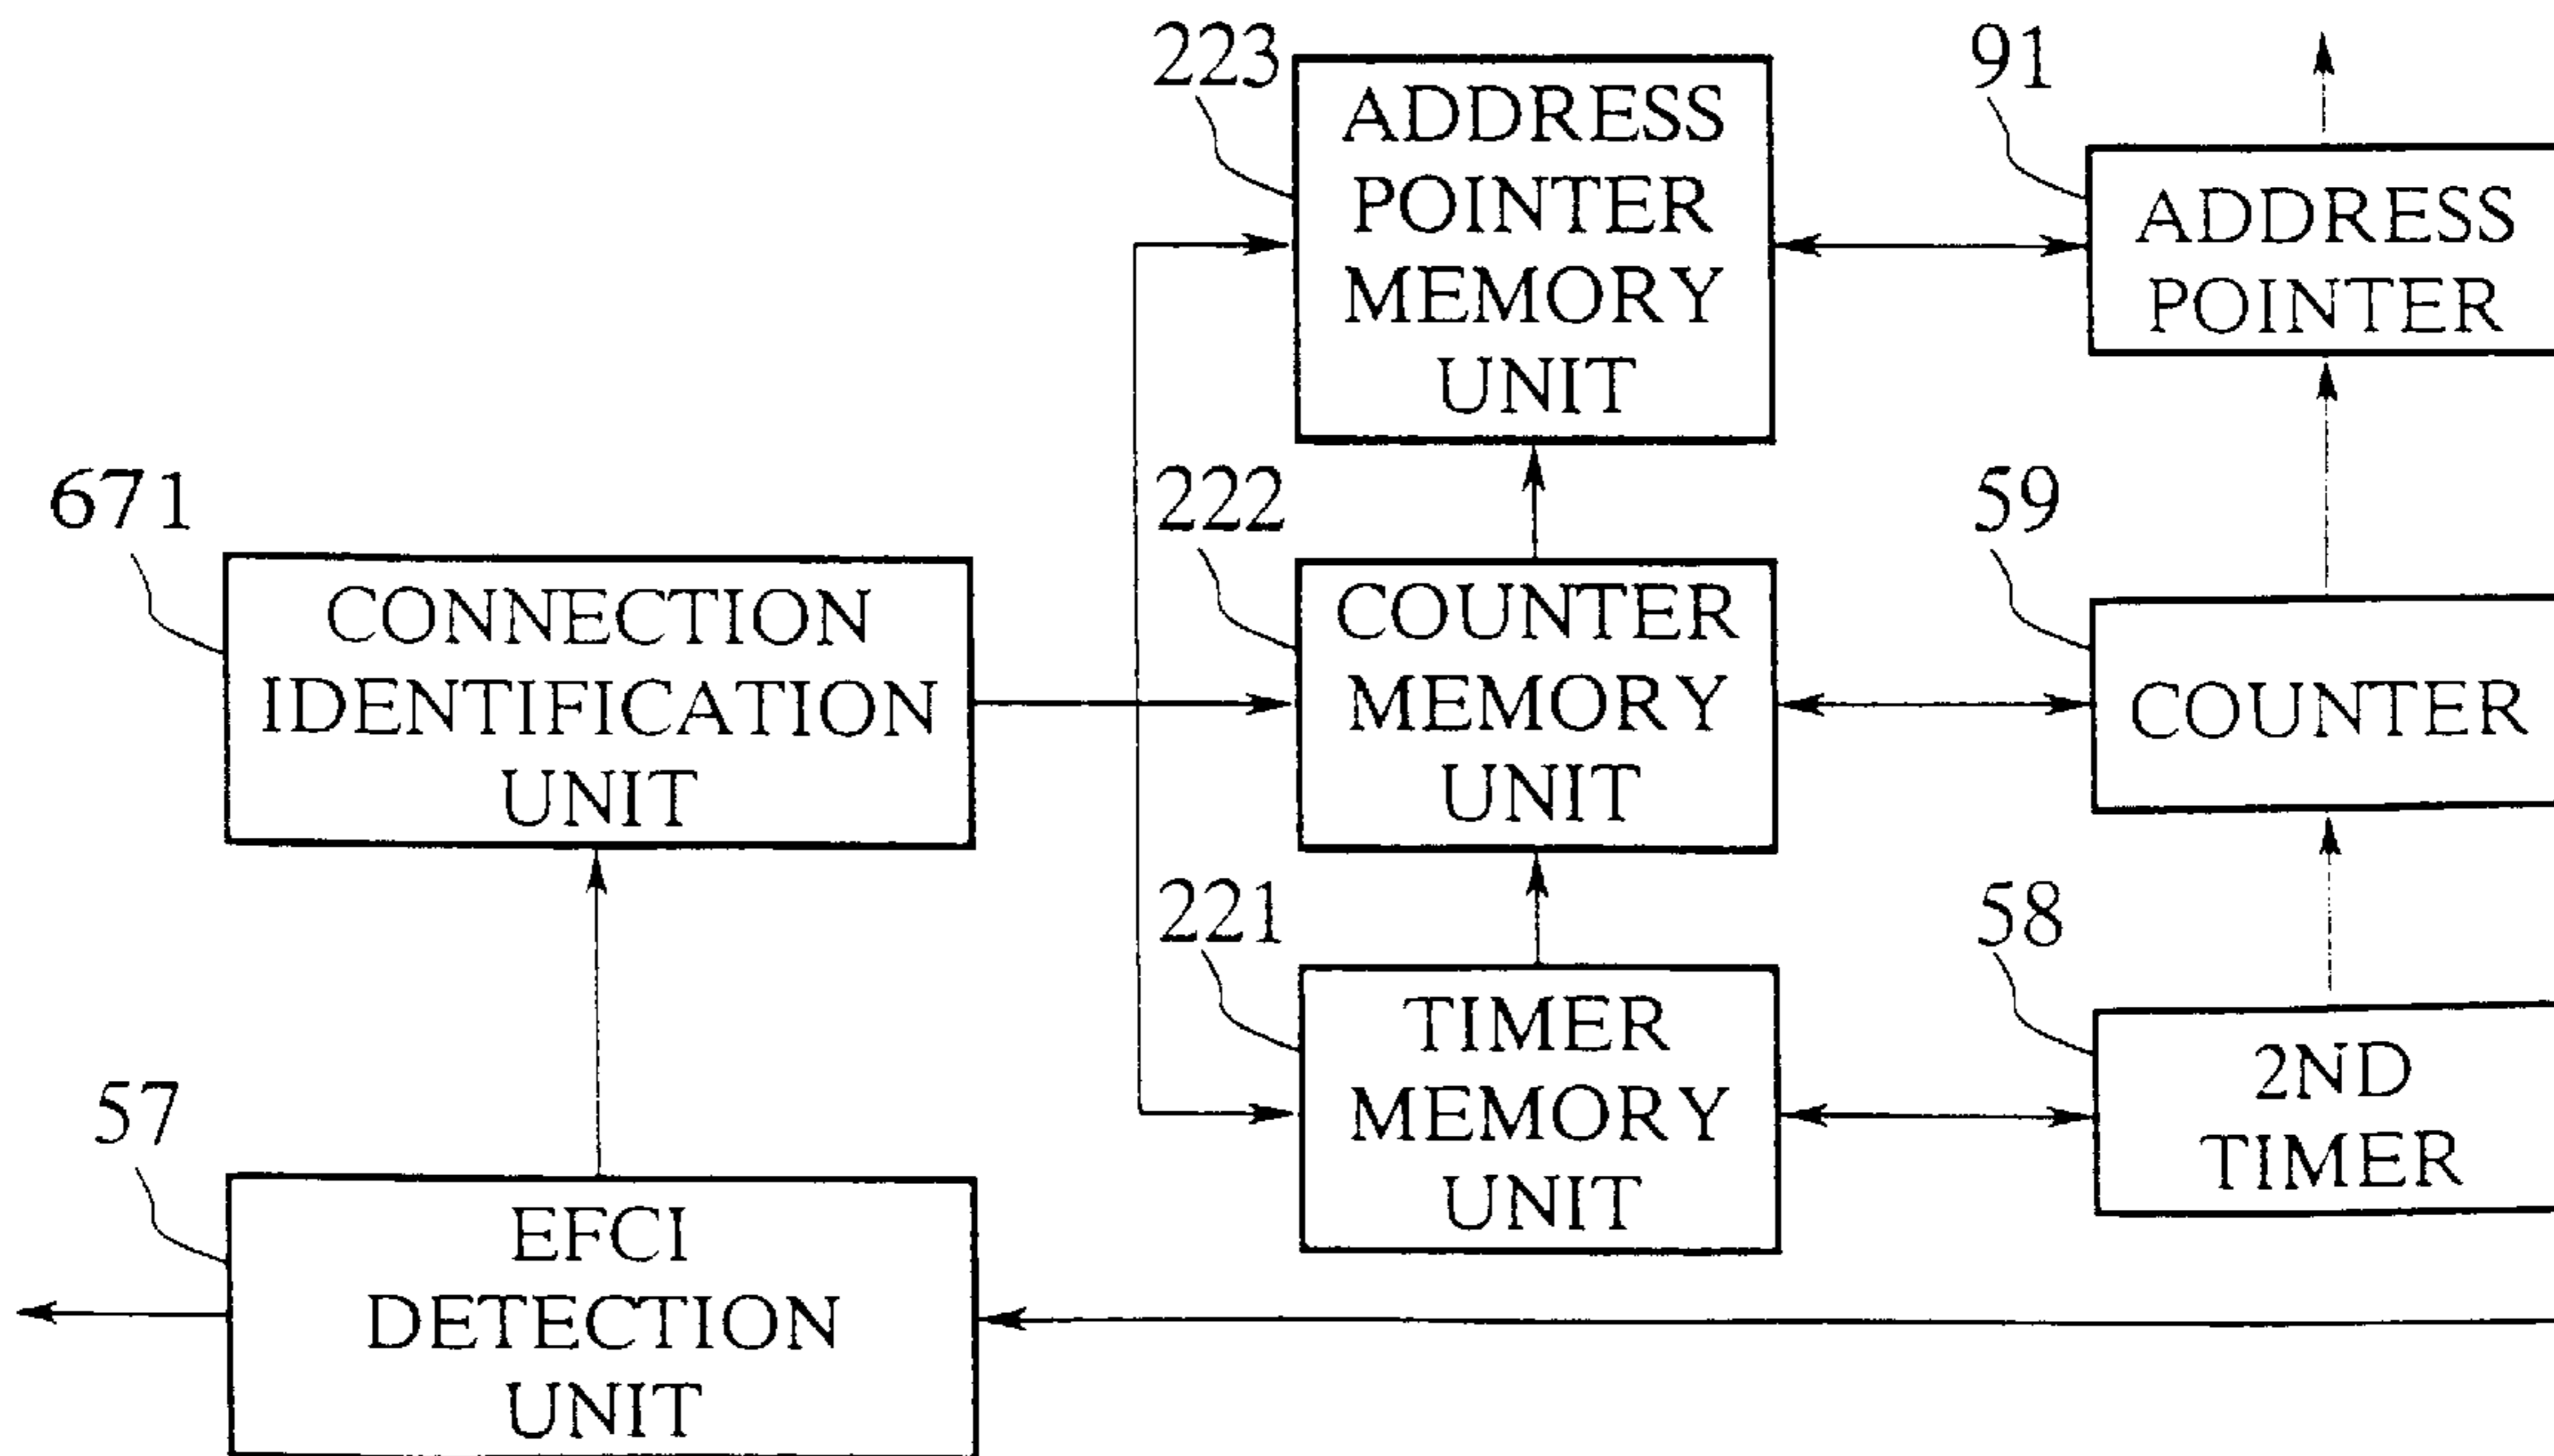 223
ADDRESS
POINTER
MEMORY
UNIT
91
ADDRESS
POINTER
671
CONNECTION
IDENTIFICATION
UNIT
222
COUNTER
MEMORY
UNIT
59
COUNTER
221
TIMER
MEMORY
UNIT
58
2ND
TIMER
57
EFCI
DETECTION
UNIT